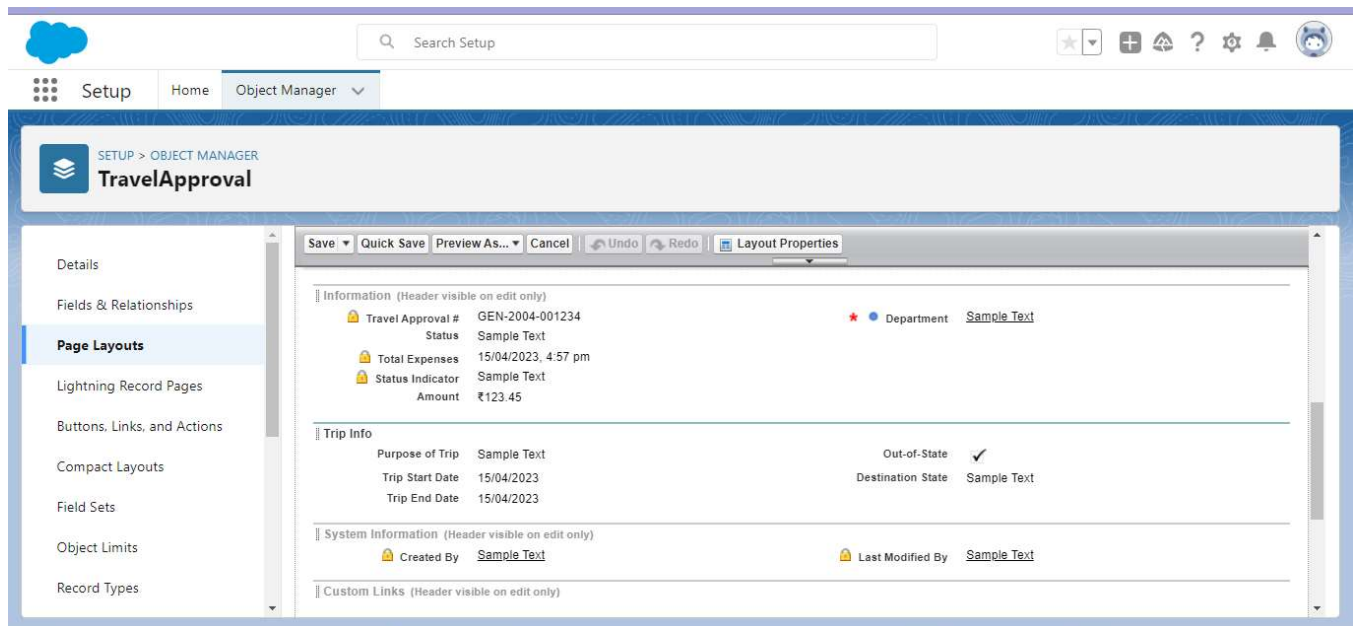 Search Setup
Setup Home Object Manager
SETUP > OBJECT MANAGER
TravelApproval
Details
Fields & Relationships
Page Layouts
Lightning Record Pages
Buttons, Links, and Actions
Compact Layouts
Field Sets
Object Limits
Record Types
Save Quick Save Preview As... Cancel Undo Redo Layout Properties
Information (Header visible on edit only)
Travel Approval # GEN-2004-001234 Department Sample Text
Status Sample Text
Total Expenses 15/04/2023, 4:57 pm
Status Indicator Sample Text
Amount ₹123.45
Trip Info
Purpose of Trip Sample Text Out-of-State
Trip Start Date 15/04/2023 Destination State Sample Text
Trip End Date 15/04/2023
System Information (Header visible on edit only)
Created By Sample Text Last Modified By Sample Text
Custom Links (Header visible on edit only)